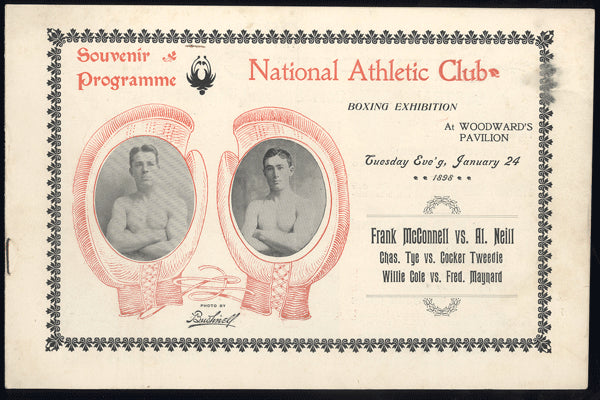 Souvenir
Programme
National Athletic Club
BOXING EXHIBITION
At WOODWARD'S
PAVILION
Tuesday Eve'g, January 24
1898
Frank McConnell vs. Al. Neill
Chas. Tye vs. Cocker Tweedie
Willie Cole vs. Fred. Maynard
PHOTO BY
Bushnell